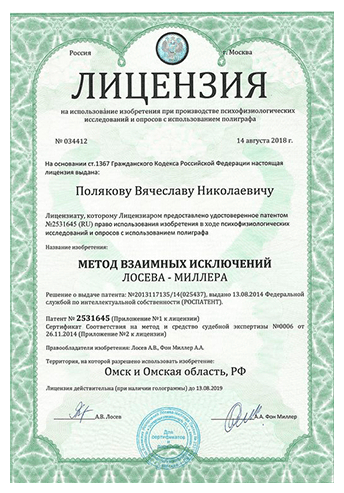 Россия г. Москва
ЛИЦЕНЗИЯ
на использование изобретения при производстве психофизиологических
исследований и опросов с использованием полиграфа
№ 034412 14 августа 2018 г.
На основании ст.1367 Гражданского Кодекса Российской Федерации настоящая
лицензия выдана:
Полякову Вячеславу Николаевичу
Лицензиату, которому Лицензиаром предоставлено удостоверенное патентом
№2531645 (RU) право использования изобретения в ходе психофизиологических
исследований и опросов с использованием полиграфа
Название изобретения:
МЕТОД ВЗАИМНЫХ ИСКЛЮЧЕНИЙ
ЛОСЕВА - МИЛЛЕРА
Решение о выдаче патента: №2013117135/14(025437), выдано 13.08.2014 Федеральной
службой по интеллектуальной собственности (РОСПАТЕНТ).
Патент № 2531645 (Приложение №1 к лицензии)
Сертификат Соответствия на метод и средство судебной экспертизы №0006 от
26.11.2014 (Приложение №2 к лицензии)
Правообладатели изобретения: Лосев А.В., Фон Миллер А.А.
Территория, на которой разрешено использовать изобретение:
Омск и Омская область, РФ
Лицензия действительна (при наличии голограммы) до 13.08.2019
А.В. Лосев А.А. Фон Миллер
Для
сертификатов
и